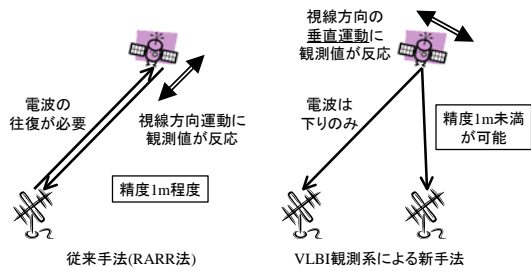 電波の
往復が必要
視線方向運動に
観測値が反応
精度1m程度
従来手法(RARR法)
視線方向の
垂直運動に
観測値が反応
電波は
下りのみ
精度1m未満
が可能
VLBI観測系による新手法